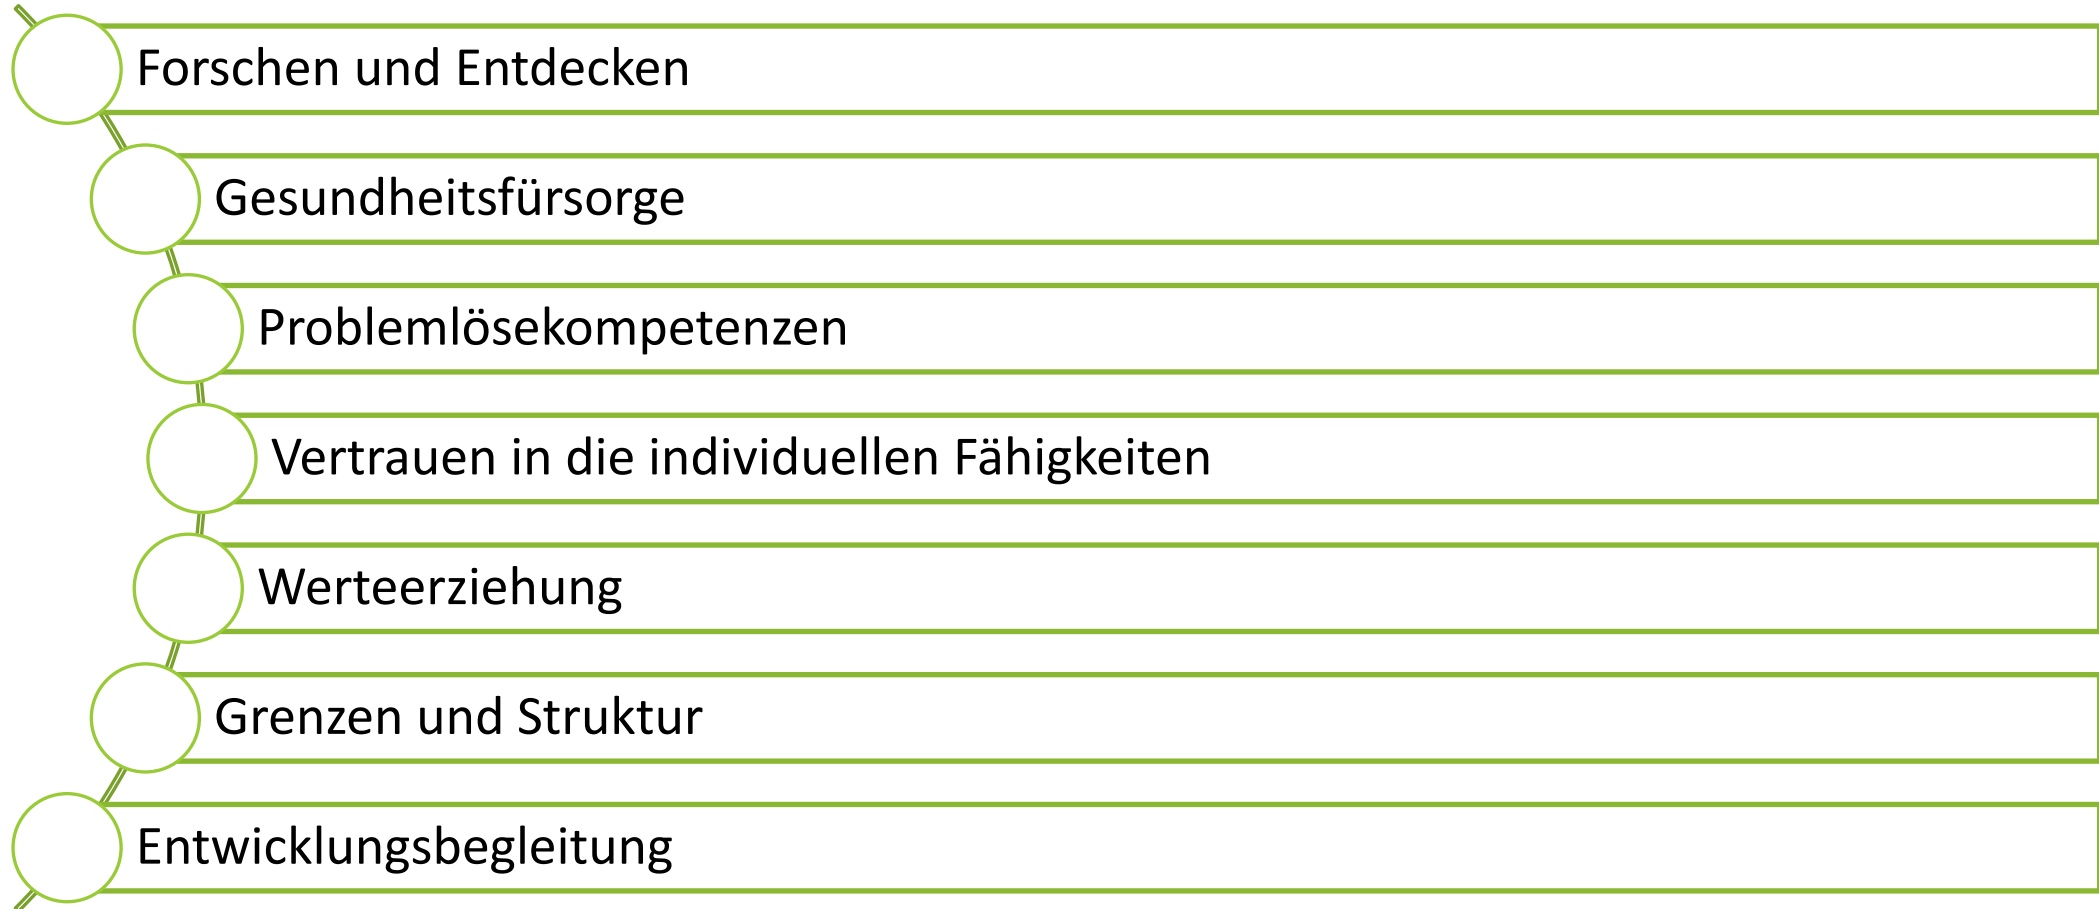 Forschen und Entdecken
Gesundheitsfürsorge
Problemlösekompetenzen
Vertrauen in die individuellen Fähigkeiten
Werteerziehung
Grenzen und Struktur
Entwicklungsbegleitung